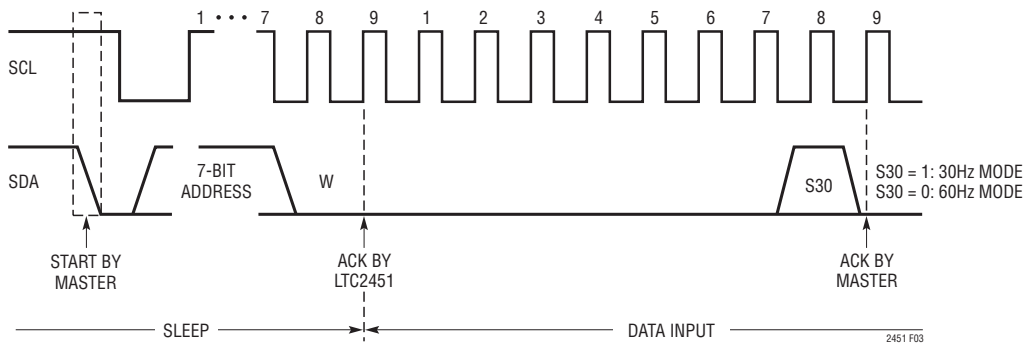 1 • • • 7 8 9 1 2 3 4 5 6 7 8 9
SCL
SDA
7-BIT
ADDRESS
W
S30
S30 = 1: 30Hz MODE
S30 = 0: 60Hz MODE
START BY
MASTER
ACK BY
LTC2451
ACK BY
MASTER
SLEEP
DATA INPUT
2451 F03